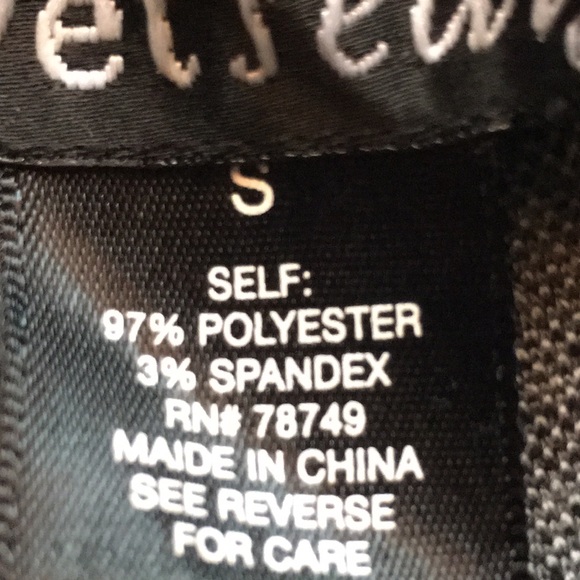 S
SELF:
97% POLYESTER
3% SPANDEX
RN# 78749
MAIDE IN CHINA
SEE REVERSE
FOR CARE